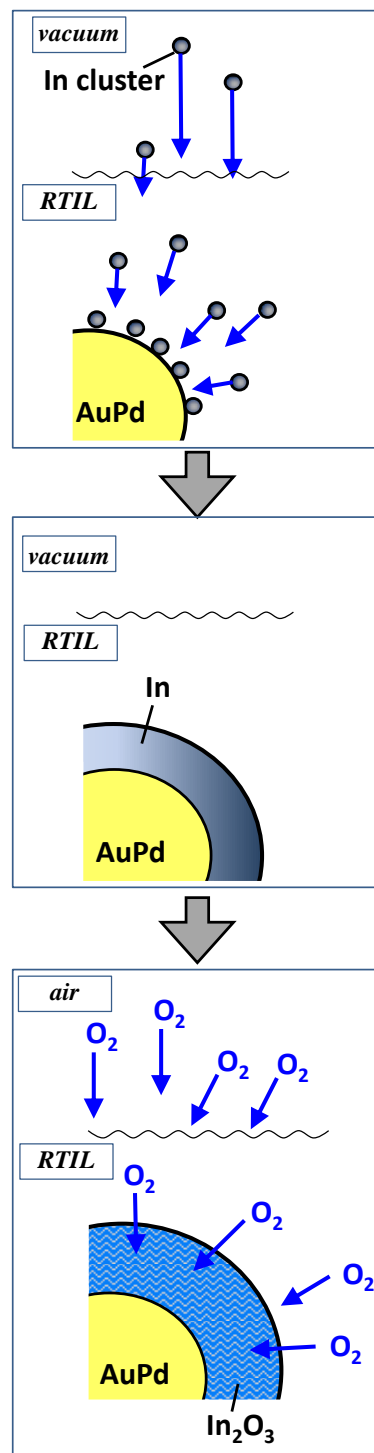 vacuum
In cluster
RTIL
AuPd
vacuum
RTIL
In
AuPd
air
O₂
O₂
O₂
O₂
RTIL
O₂
O₂
O₂
O₂
AuPd
In₂O₃